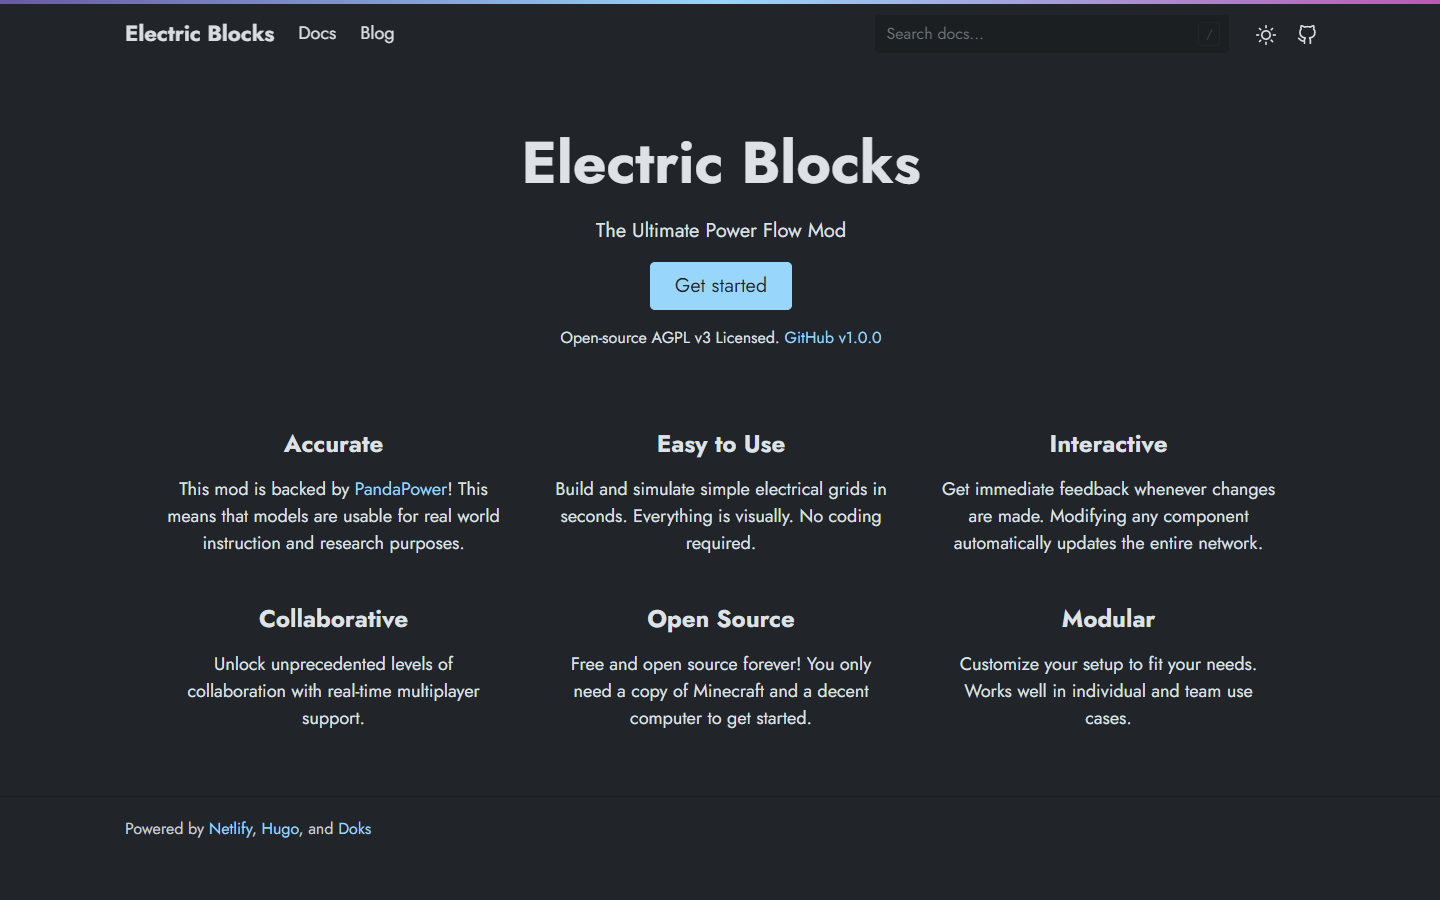 Electric Blocks Docs Blog Search docs... /
Electric Blocks
The Ultimate Power Flow Mod
Get started
Open-source AGPL v3 Licensed. GitHub v1.0.0
Accurate
This mod is backed by PandaPower! This
means that models are usable for real world
instruction and research purposes.
Easy to Use
Build and simulate simple electrical grids in
seconds. Everything is visually. No coding
required.
Interactive
Get immediate feedback whenever changes
are made. Modifying any component
automatically updates the entire network.
Collaborative
Unlock unprecedented levels of
collaboration with real-time multiplayer
support.
Open Source
Free and open source forever! You only
need a copy of Minecraft and a decent
computer to get started.
Modular
Customize your setup to fit your needs.
Works well in individual and team use
cases.
Powered by Netlify, Hugo, and Doks